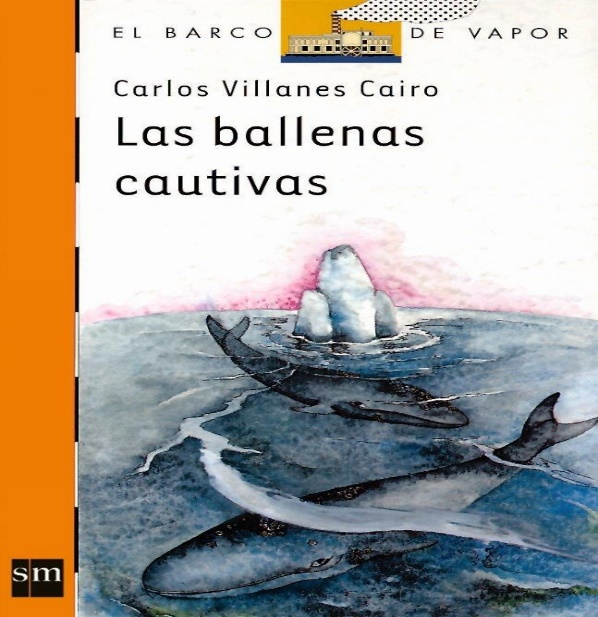 EL BARCO DE VAPOR
Carlos Villanes Cairo
Las ballenas
cautivas
sm